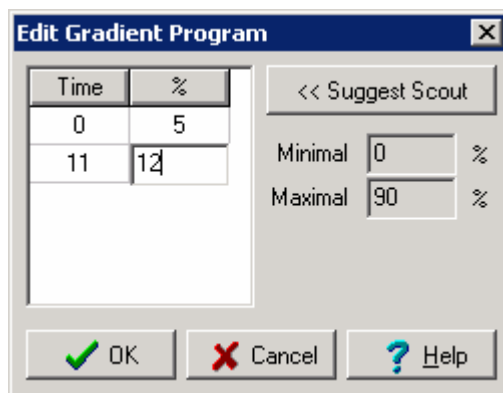 Edit Gradient Program
Time %
0 5
11 12
<< Suggest Scout
Minimal 0 %
Maximal 90 %
OK Cancel Help